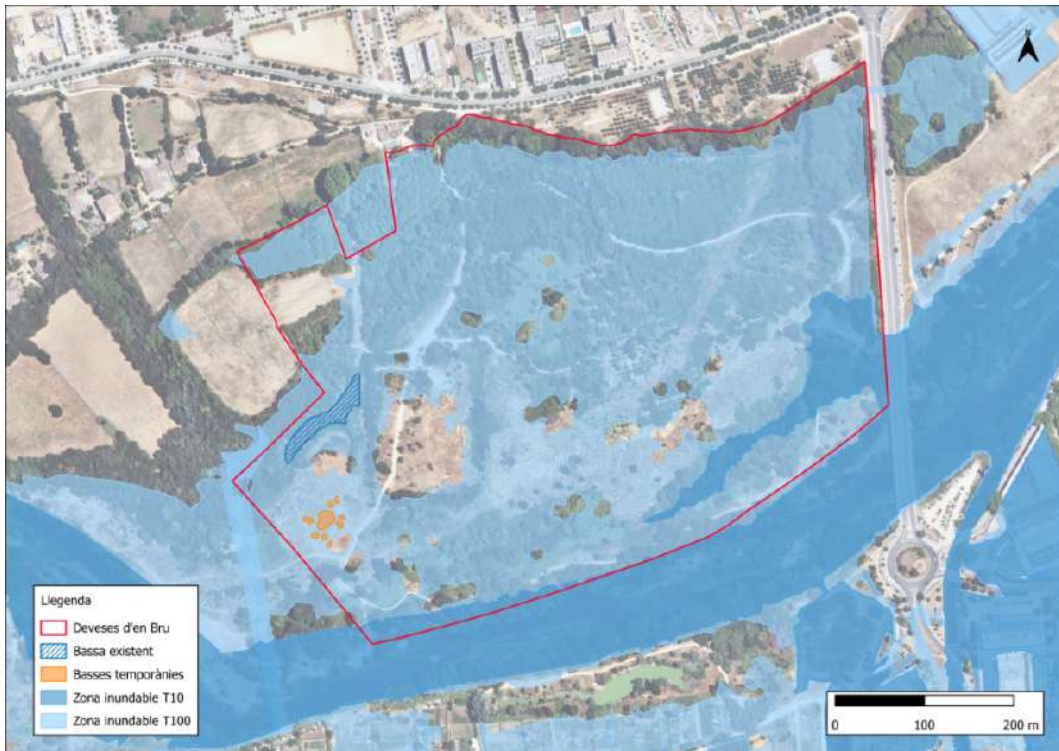 N
Llegenda
Deveses d'en Bru
Bassa existent
Basses temporànies
Zona inundable T10
Zona inundable T100
0 100 200 m